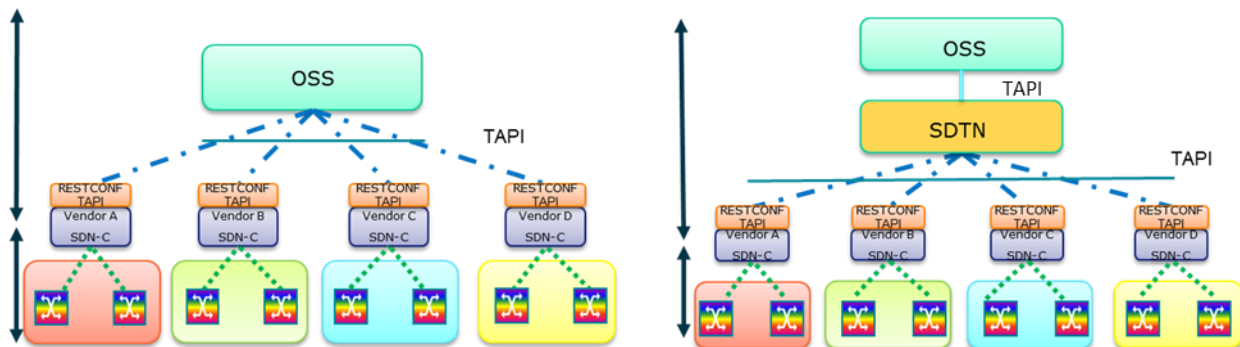 OSS
TAPI
RESTCONF
TAPI
Vendor A
SDN-C
RESTCONF
TAPI
Vendor B
SDN-C
RESTCONF
TAPI
Vendor C
SDN-C
RESTCONF
TAPI
Vendor D
SDN-C
OSS
TAPI
SDTN
TAPI
RESTCONF
TAPI
Vendor A
SDN-C
RESTCONF
TAPI
Vendor B
SDN-C
RESTCONF
TAPI
Vendor C
SDN-C
RESTCONF
TAPI
Vendor D
SDN-C